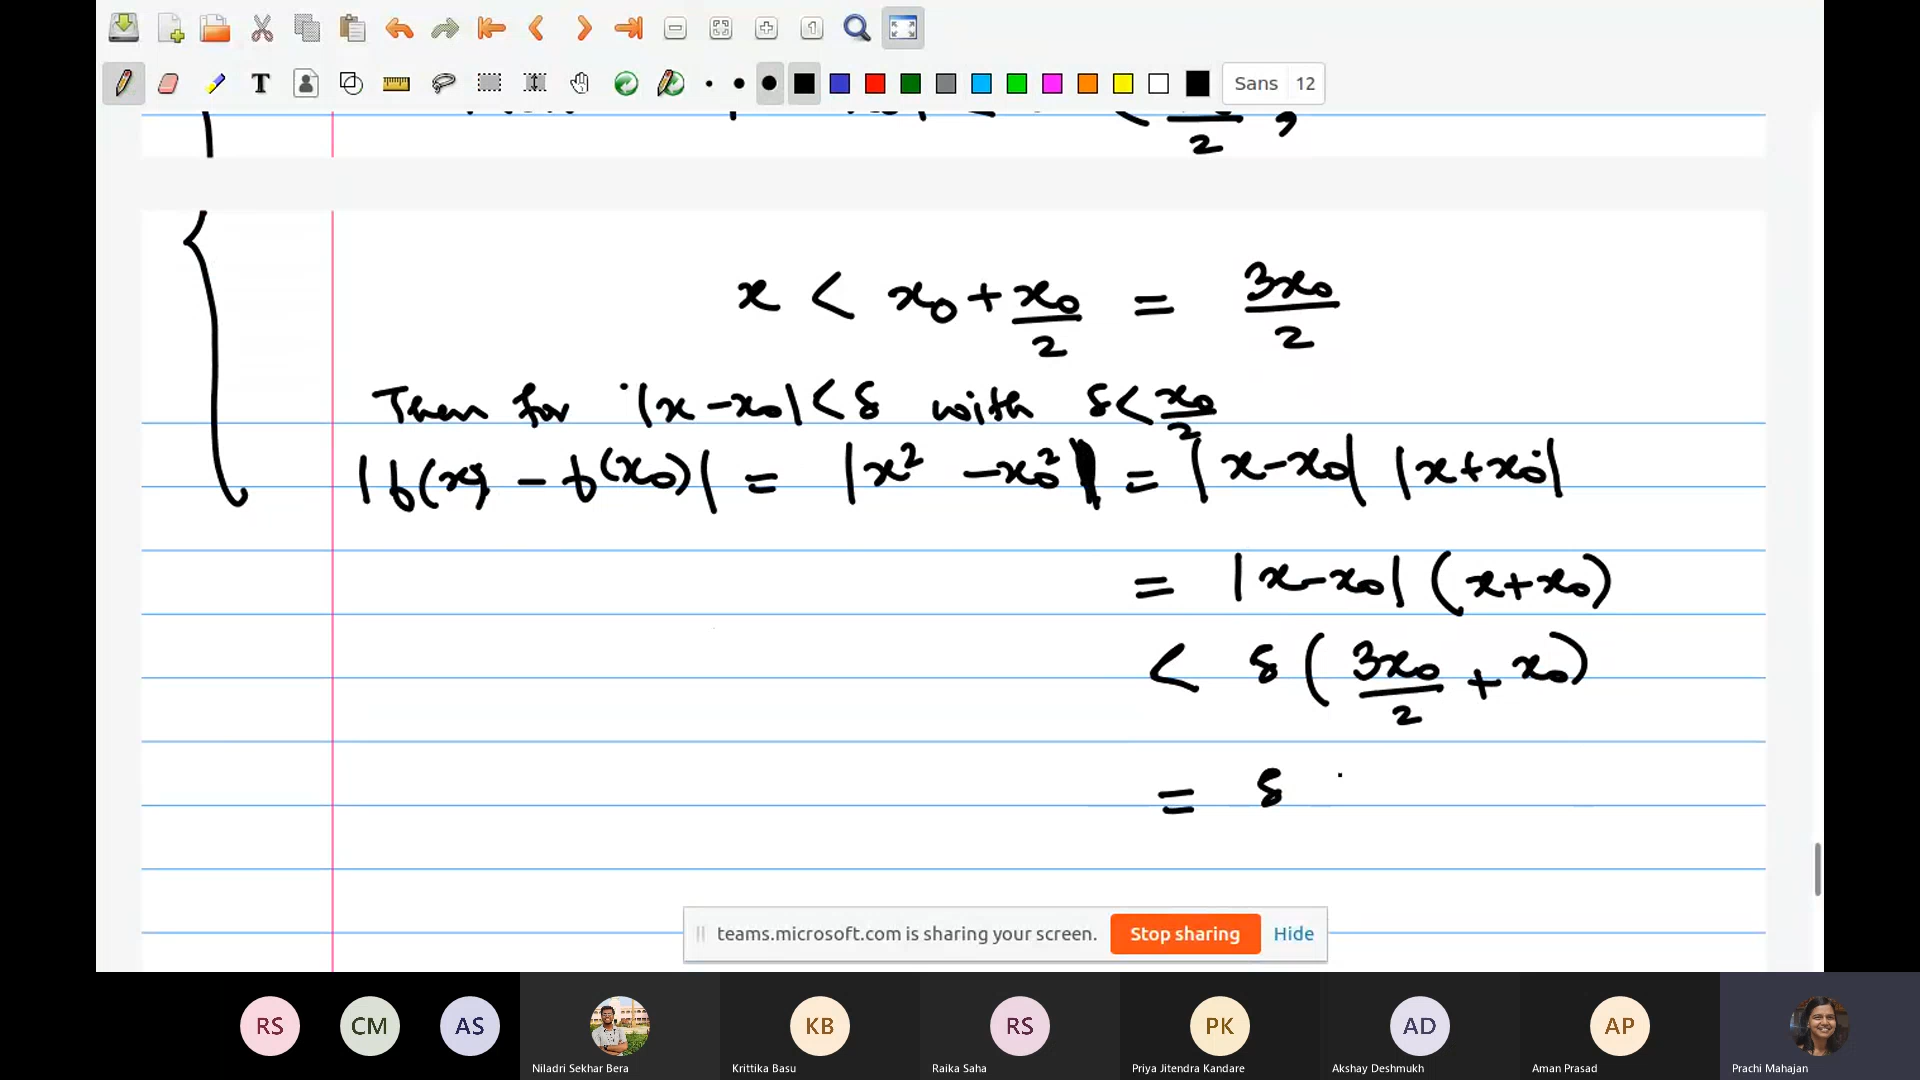 T Sans 12
2 ,
x < x₀ + x₀/2 = 3x₀/2
Then for |x - x₀| < δ with δ < x₀/2
|f(x) - f(x₀)| = |x² - x₀²| = |x - x₀| |x + x₀|
= |x - x₀| (x + x₀)
< δ ( 3x₀/2 + x₀)
= δ
teams.microsoft.com is sharing your screen. Stop sharing Hide
RS CM AS KB RS PK AD AP
Niladri Sekhar Bera Krittika Basu Raika Saha Priya Jitendra Kandare Akshay Deshmukh Aman Prasad Prachi Mahajan